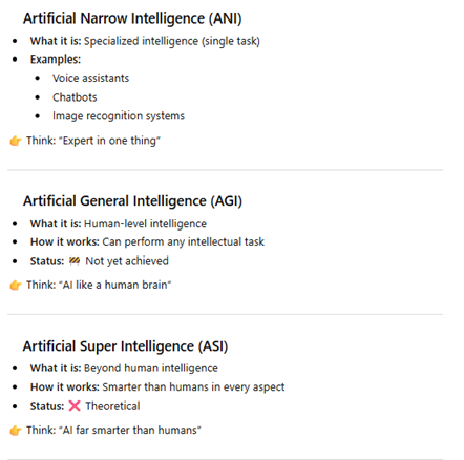 Artificial Narrow Intelligence (ANI)
• What it is: Specialized intelligence (single task)
• Examples:
• Voice assistants
• Chatbots
• Image recognition systems
👉 Think: "Expert in one thing"
Artificial General Intelligence (AGI)
• What it is: Human-level intelligence
• How it works: Can perform any intellectual task
• Status: 🚧 Not yet achieved
👉 Think: "AI like a human brain"
Artificial Super Intelligence (ASI)
• What it is: Beyond human intelligence
• How it works: Smarter than humans in every aspect
• Status: ❌ Theoretical
👉 Think: "AI far smarter than humans"